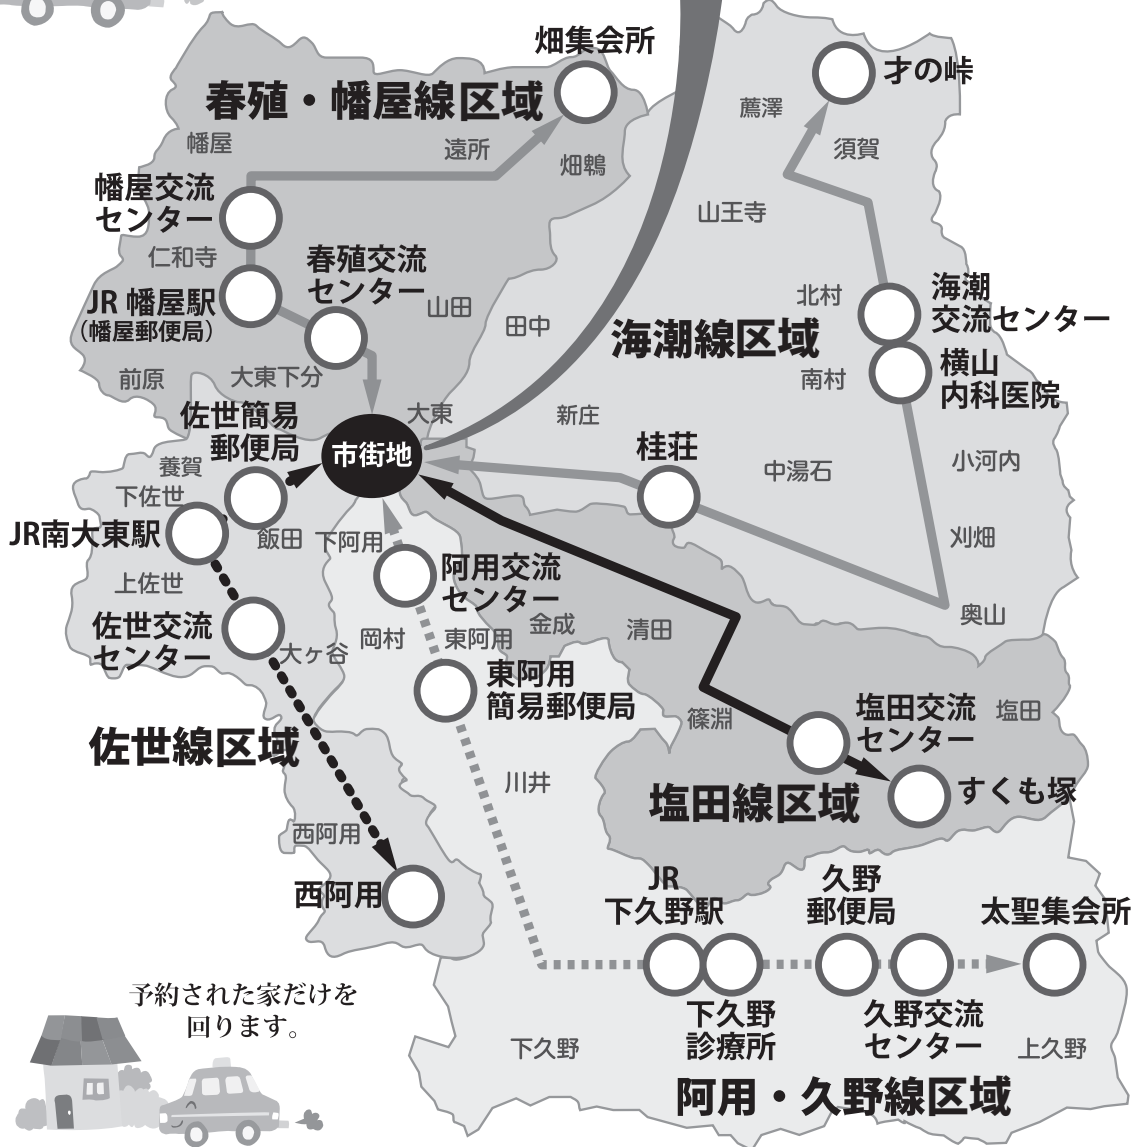 畑集会所
才の峠
春殖・幡屋線区域
薦澤
幡屋
遠所
須賀
畑鵯
幡屋交流
センター
山王寺
仁和寺
春殖交流
センター
JR 幡屋駅
（幡屋郵便局）
山田
北村
海潮
交流センター
田中
海潮線区域
横山
内科医院
前原
大東下分
南村
佐世簡易
郵便局
大東
新庄
市街地
桂荘
養賀
中湯石
小河内
下佐世
JR南大東駅
飯田
下阿用
刈畑
阿用交流
センター
上佐世
奥山
佐世交流
センター
大ヶ谷
岡村
東阿用
金成
清田
東阿用
簡易郵便局
篠淵
塩田交流
センター
塩田
佐世線区域
川井
塩田線区域
すくも塚
西阿用
西阿用
JR
下久野駅
久野
郵便局
太聖集会所
予約された家だけを
回ります。
下久野
診療所
久野交流
センター
下久野
上久野
阿用・久野線区域